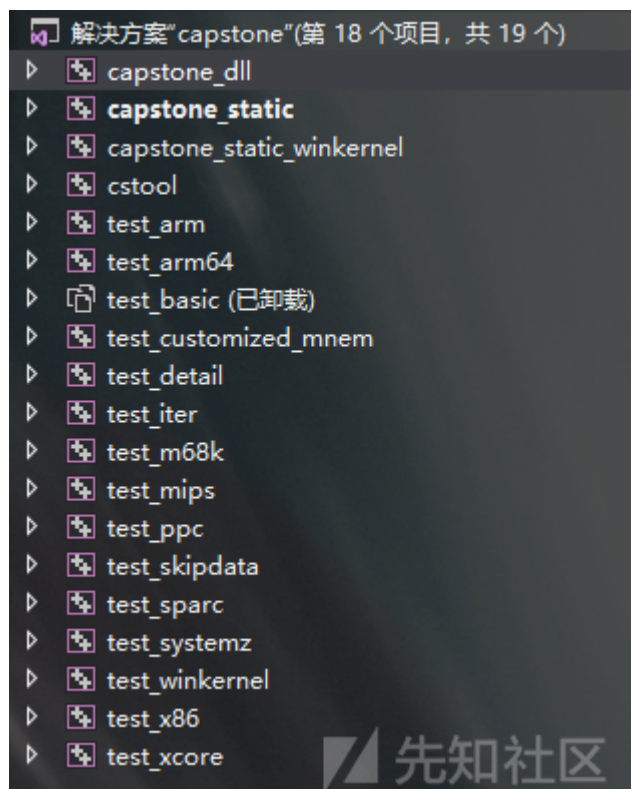 解决方案“capstone”(第 18 个项目，共 19 个)
capstone_dll
capstone_static
capstone_static_winkernel
cstool
test_arm
test_arm64
test_basic (已卸载)
test_customized_mnem
test_detail
test_iter
test_m68k
test_mips
test_ppc
test_skipdata
test_sparc
test_systemz
test_winkernel
test_x86
test_xcore
先知社区